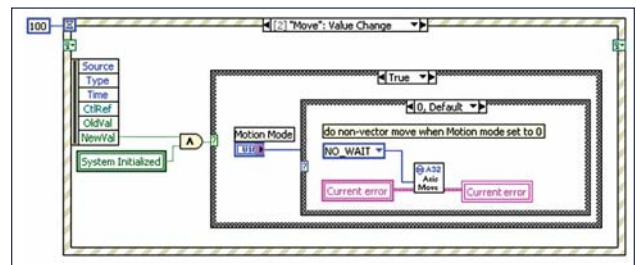 100
[2] "Move": Value Change
Source
Type
Time
CtlRef
OldVal
NewVal
System Initialized
True
0, Default
Motion Mode
do non-vector move when Motion mode set to 0
NO_WAIT
A32
Axis
Move
Current error
Current error